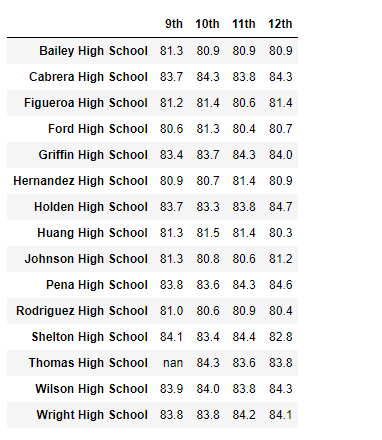 9th 10th 11th 12th
Bailey High School 81.3 80.9 80.9 80.9
Cabrera High School 83.7 84.3 83.8 84.3
Figueroa High School 81.2 81.4 80.6 81.4
Ford High School 80.6 81.3 80.4 80.7
Griffin High School 83.4 83.7 84.3 84.0
Hernandez High School 80.9 80.7 81.4 80.9
Holden High School 83.7 83.3 83.8 84.7
Huang High School 81.3 81.5 81.4 80.3
Johnson High School 81.3 80.8 80.6 81.2
Pena High School 83.8 83.6 84.3 84.6
Rodriguez High School 81.0 80.6 80.9 80.4
Shelton High School 84.1 83.4 84.4 82.8
Thomas High School nan 84.3 83.6 83.8
Wilson High School 83.9 84.0 83.8 84.3
Wright High School 83.8 83.8 84.2 84.1